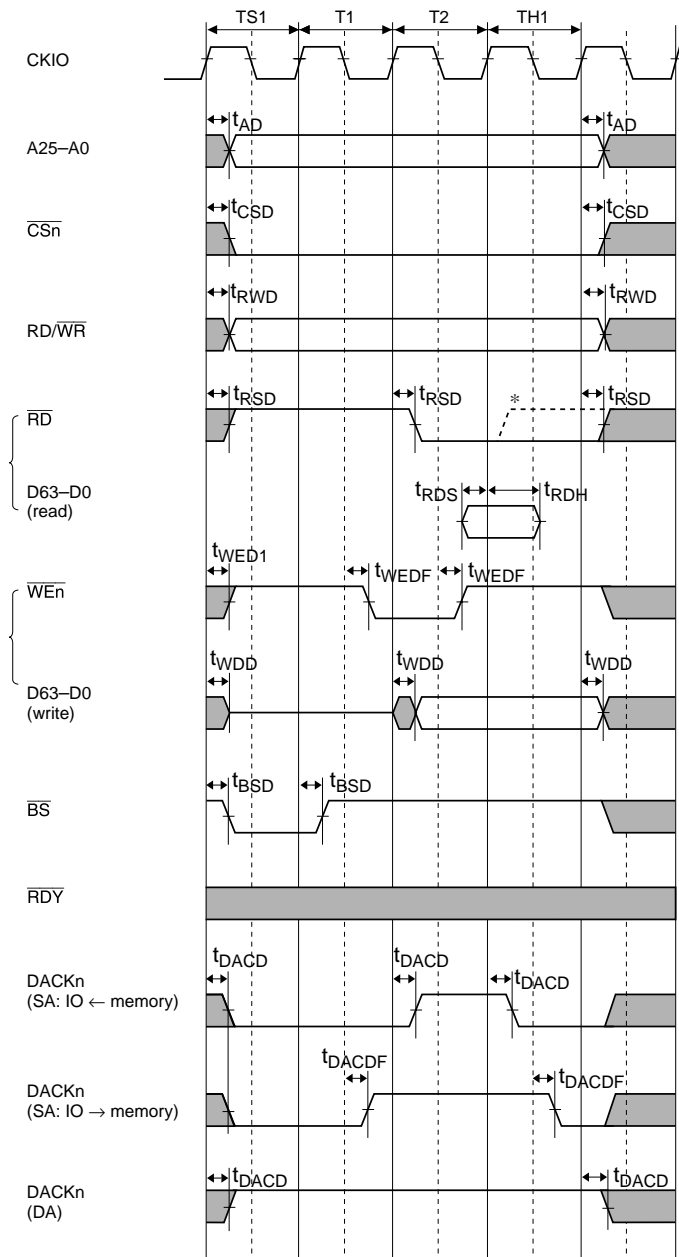 TS1 T1 T2 TH1
CKIO
tAD tAD
A25–A0
tCSD tCSD
CSn
tRWD tRWD
RD/WR
tRSD tRSD * tRSD
RD
D63–D0
(read)
tRDS tRDH
tWED1 tWEDF tWEDF
WEn
tWDD tWDD tWDD
D63–D0
(write)
tBSD tBSD
BS
RDY
tDACD tDACD tDACD
DACKn
(SA: IO ← memory)
tDACDF tDACDF
DACKn
(SA: IO → memory)
tDACD tDACD
DACKn
(DA)